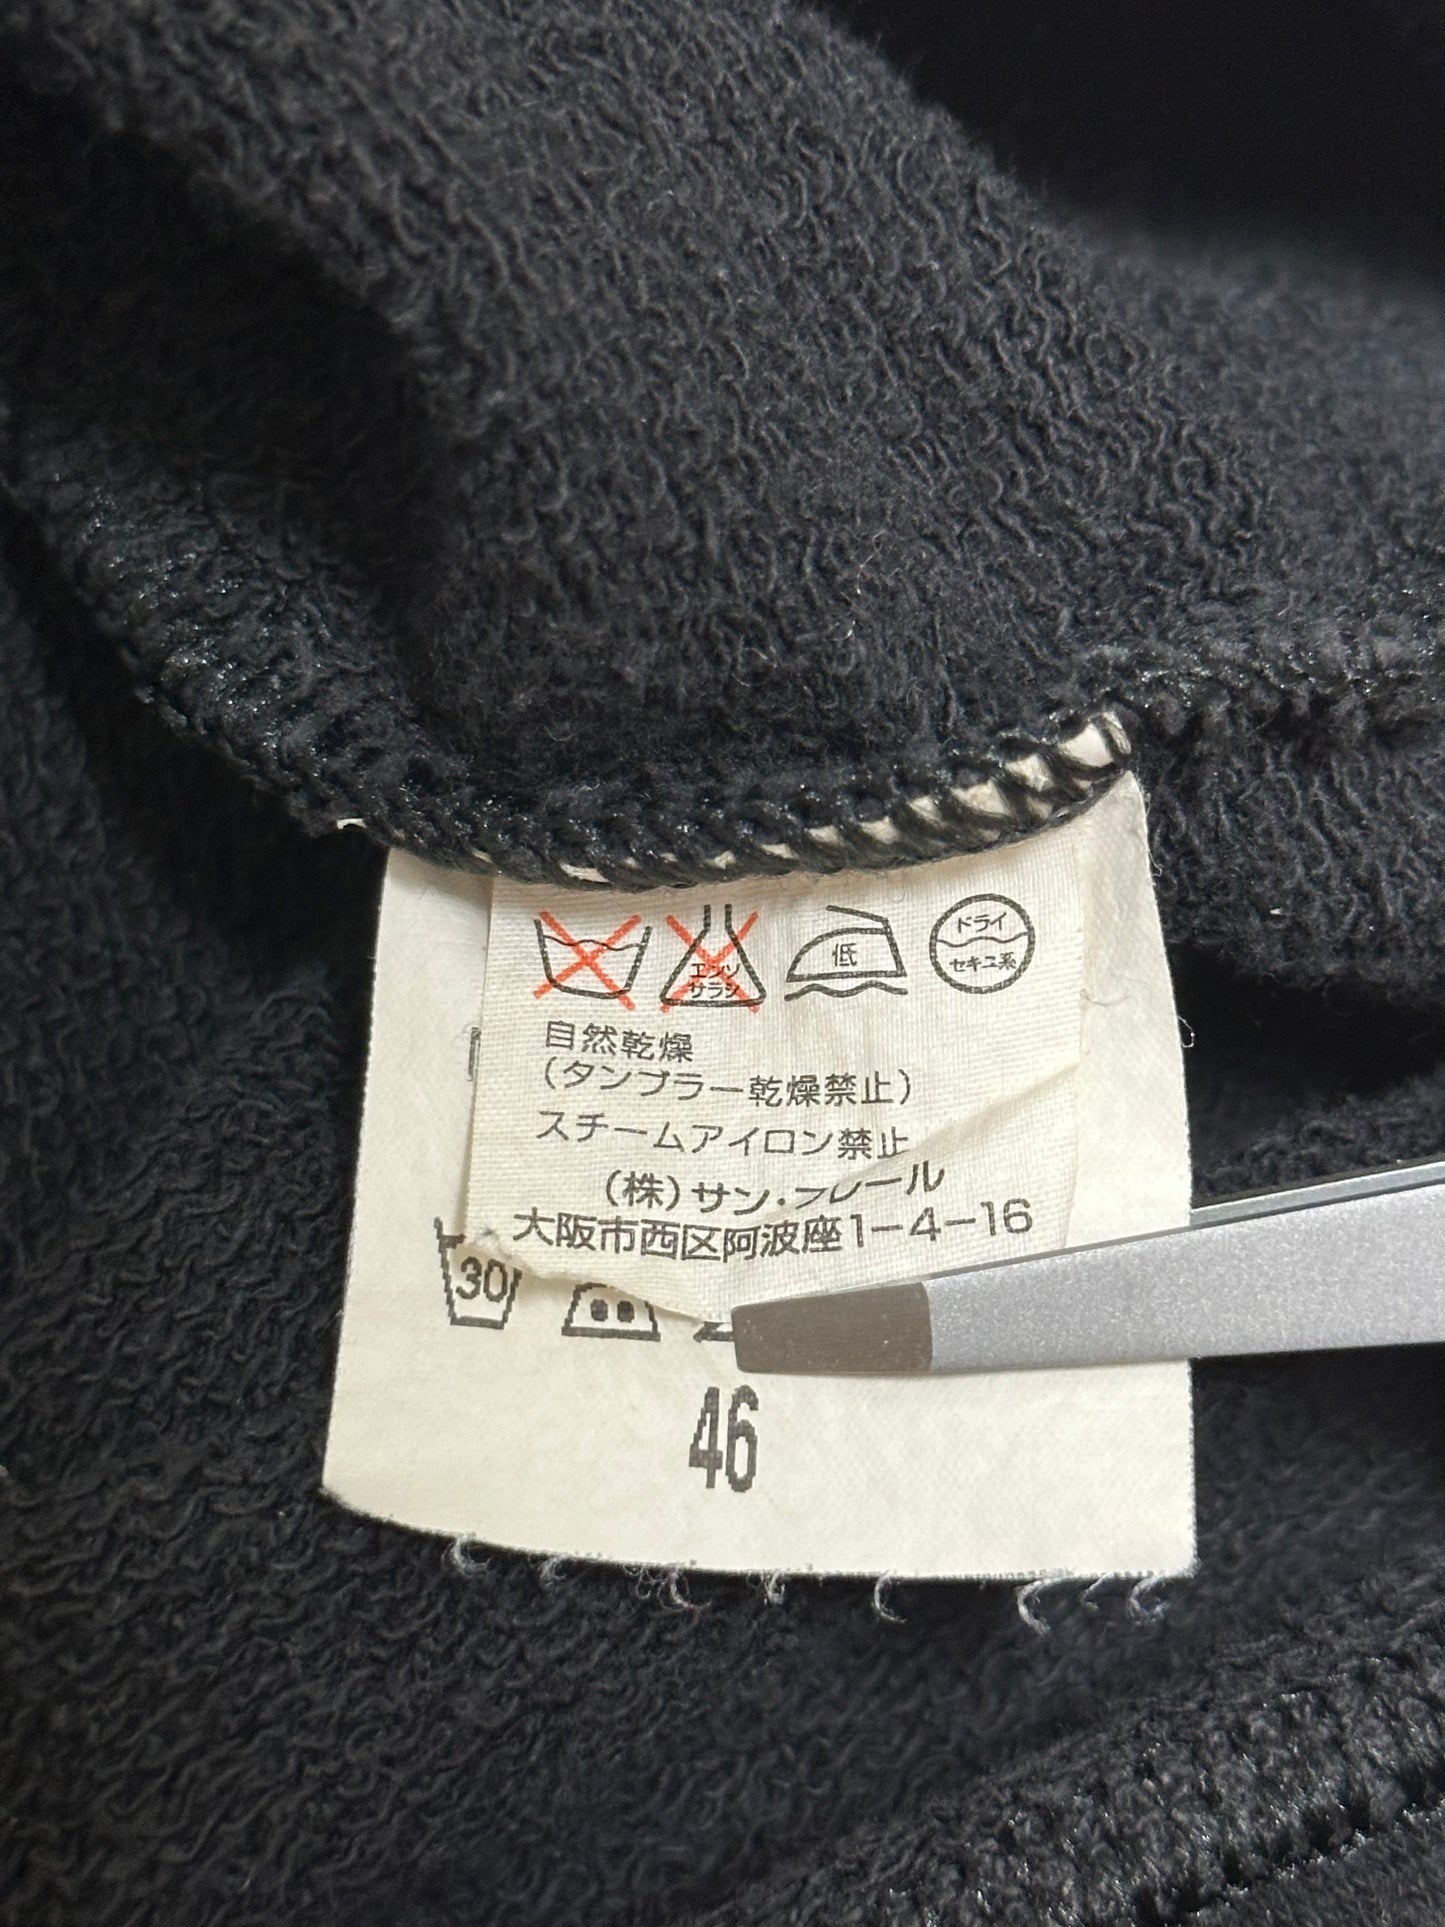 エンソ
サラシ
低
ドライ
セキユ系
自然乾燥
(タンブラー乾燥禁止)
スチームアイロン禁止
(株)サン・フレール
大阪市西区阿波座1-4-16
30
46